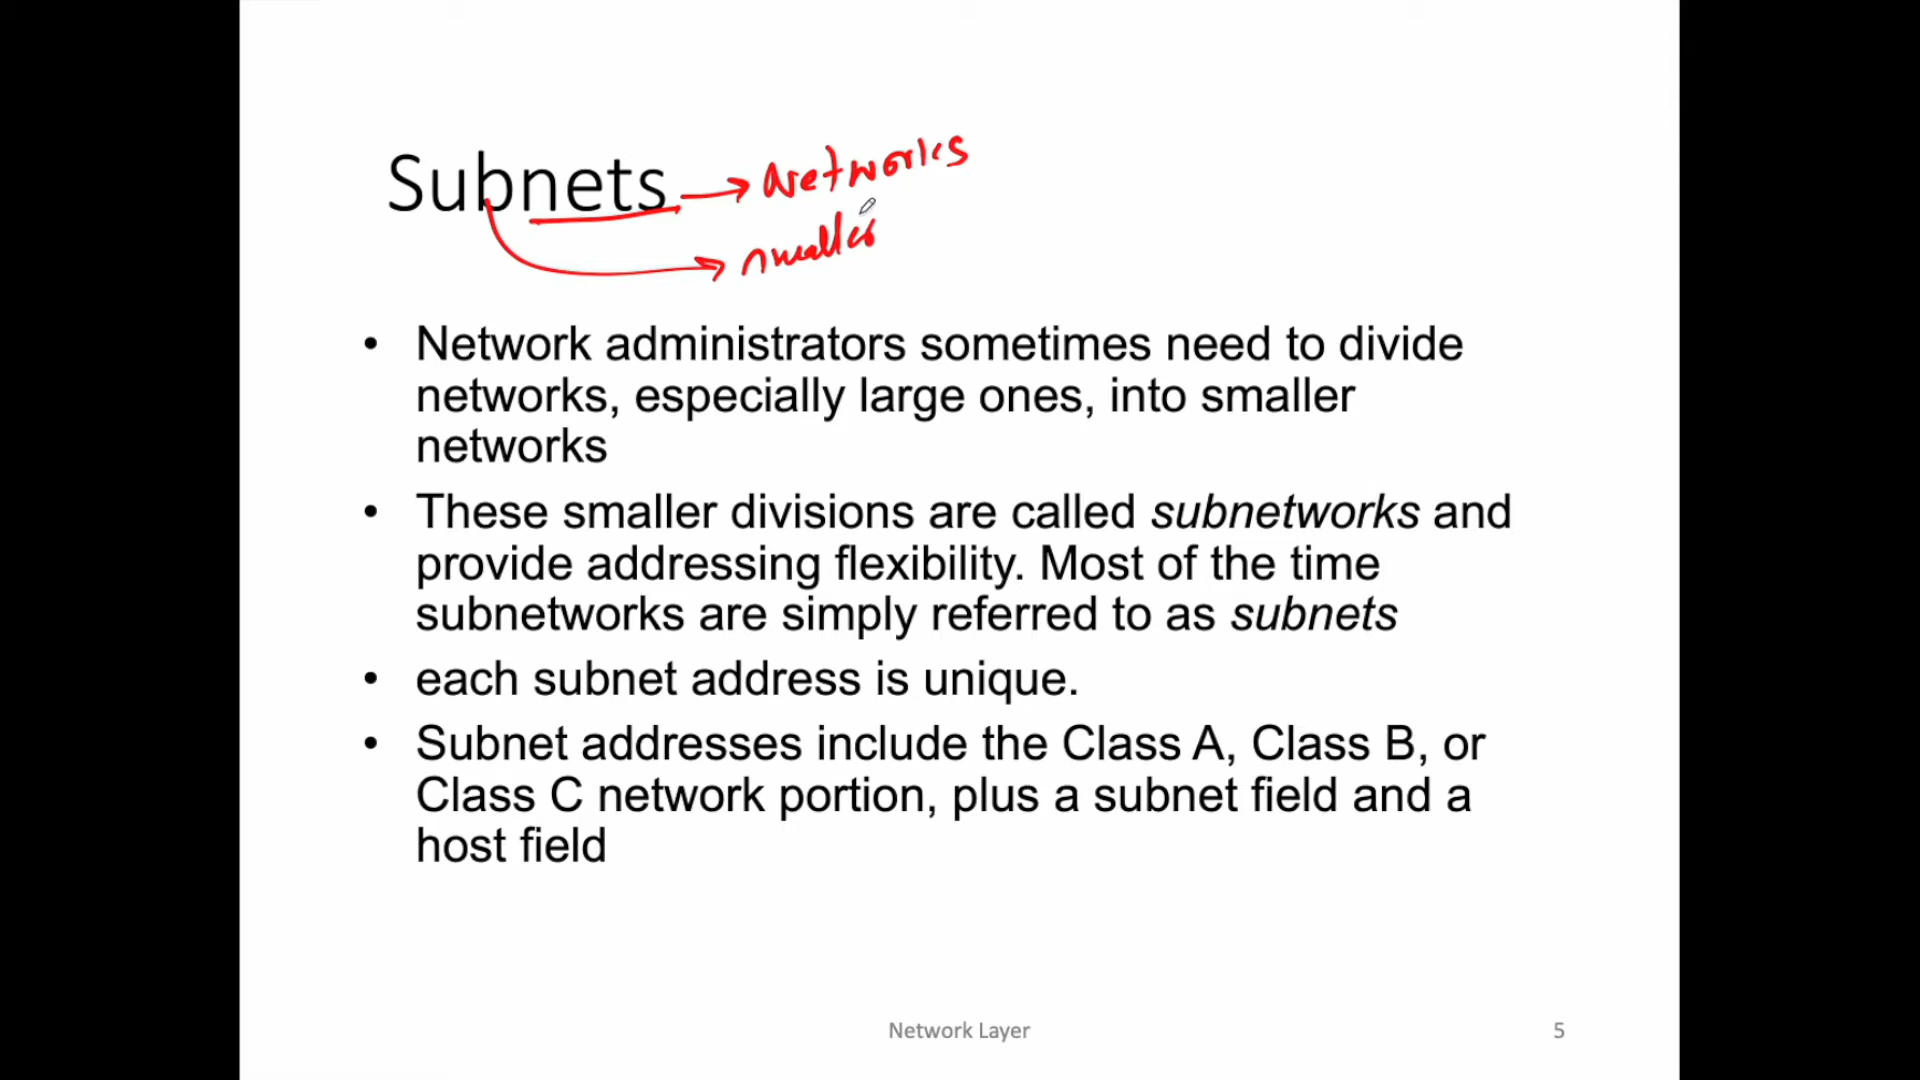 Subnets → Networks
→ smaller
• Network administrators sometimes need to divide
networks, especially large ones, into smaller
networks
• These smaller divisions are called subnetworks and
provide addressing flexibility. Most of the time
subnetworks are simply referred to as subnets
• each subnet address is unique.
• Subnet addresses include the Class A, Class B, or
Class C network portion, plus a subnet field and a
host field
Network Layer
5